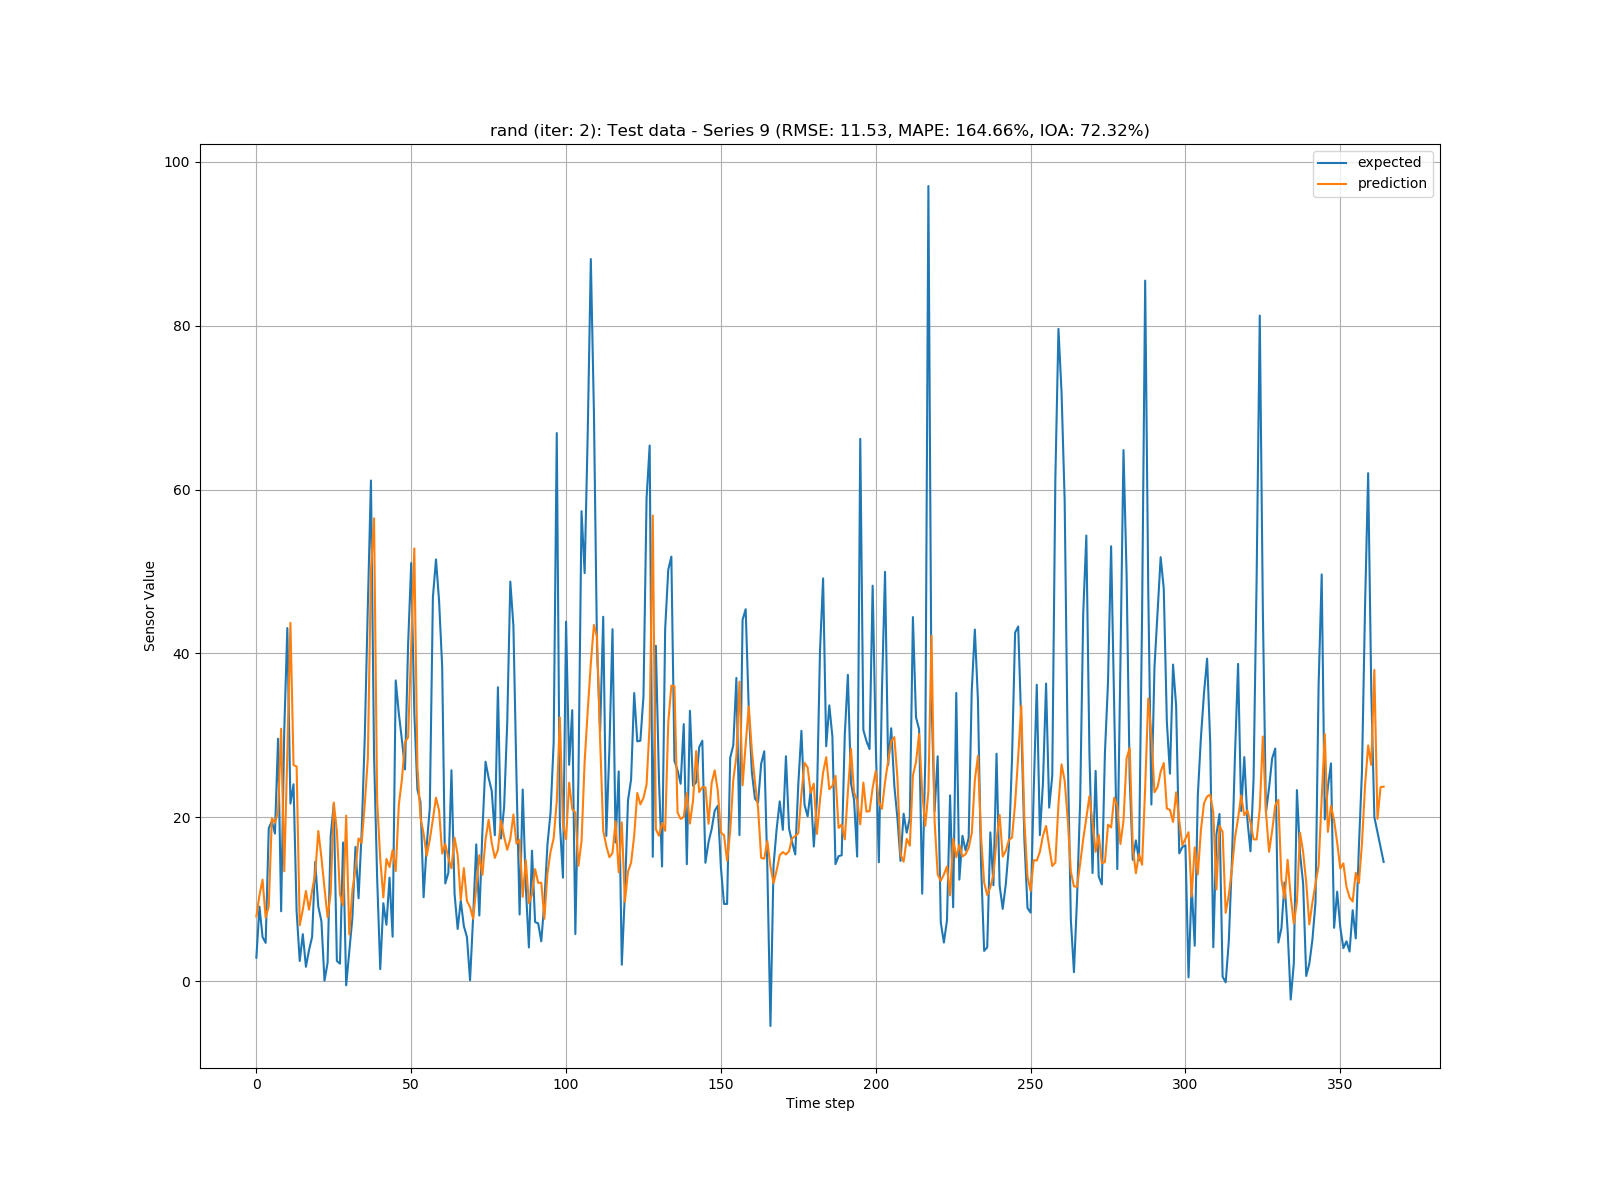 rand (iter: 2): Test data - Series 9 (RMSE: 11.53, MAPE: 164.66%, IOA: 72.32%)
expected
prediction
100
80
60
40
20
0
Sensor Value
0 50 100 150 200 250 300 350
Time step